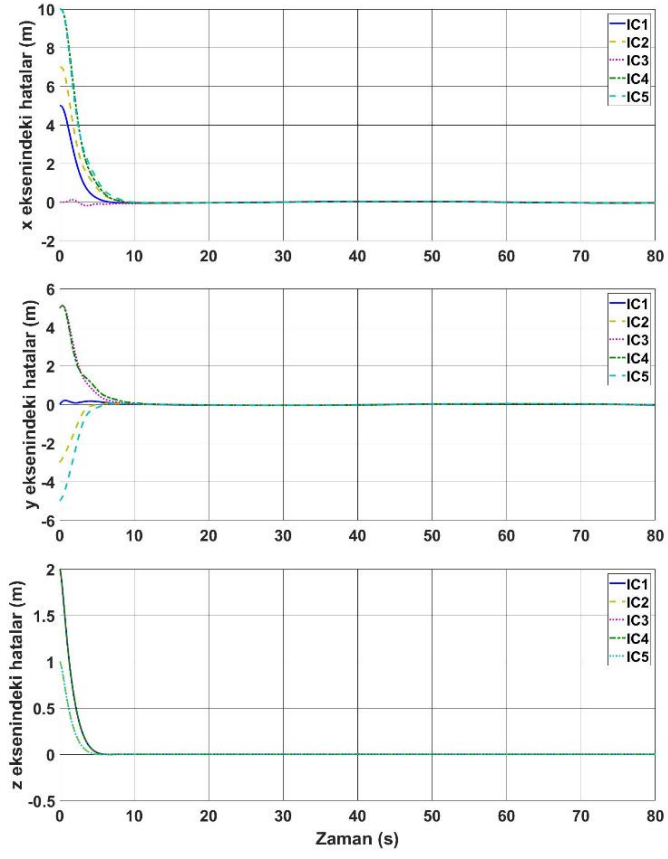 x eksenindeki hatalar (m)
10
8
6
4
2
0
-2
IC1
IC2
IC3
IC4
IC5
0 10 20 30 40 50 60 70 80
y eksenindeki hatalar (m)
6
4
2
0
-2
-4
-6
IC1
IC2
IC3
IC4
IC5
0 10 20 30 40 50 60 70 80
z eksenindeki hatalar (m)
2
1.5
1
0.5
0
-0.5
IC1
IC2
IC3
IC4
IC5
0 10 20 30 40 50 60 70 80
Zaman (s)